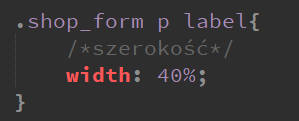 .shop_form p label{
/*szerokość*/
width: 40%;
}